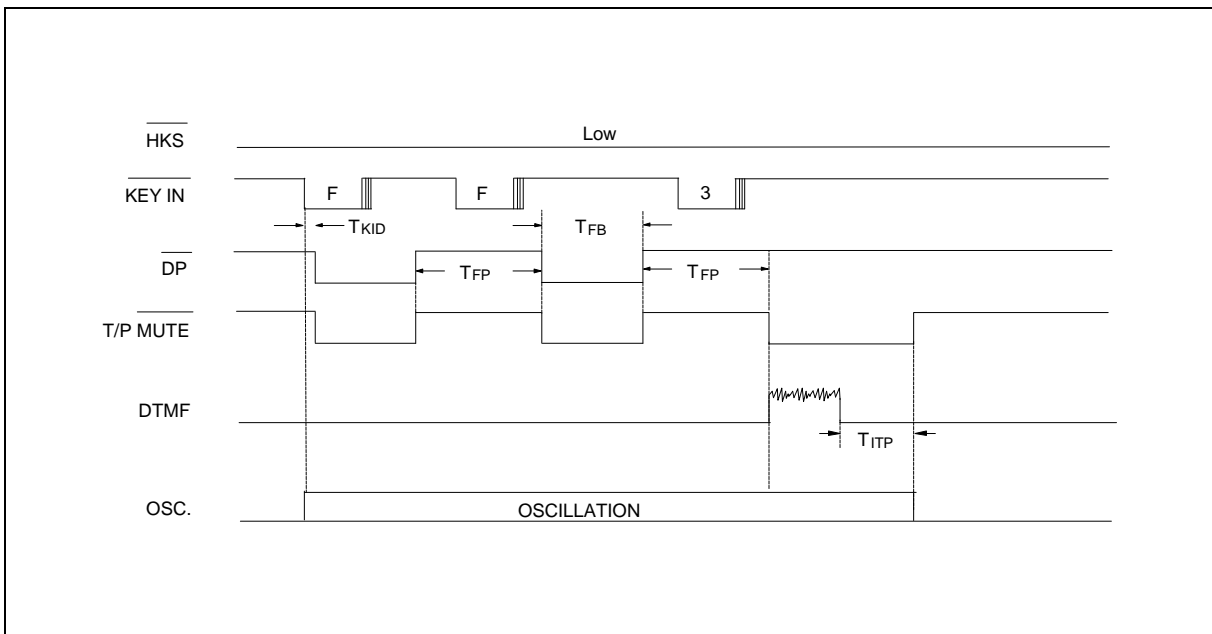 HKS Low
KEY IN F F 3
TKID TFB
DP TFP TFP
T/P MUTE
DTMF
TITP
OSC. OSCILLATION